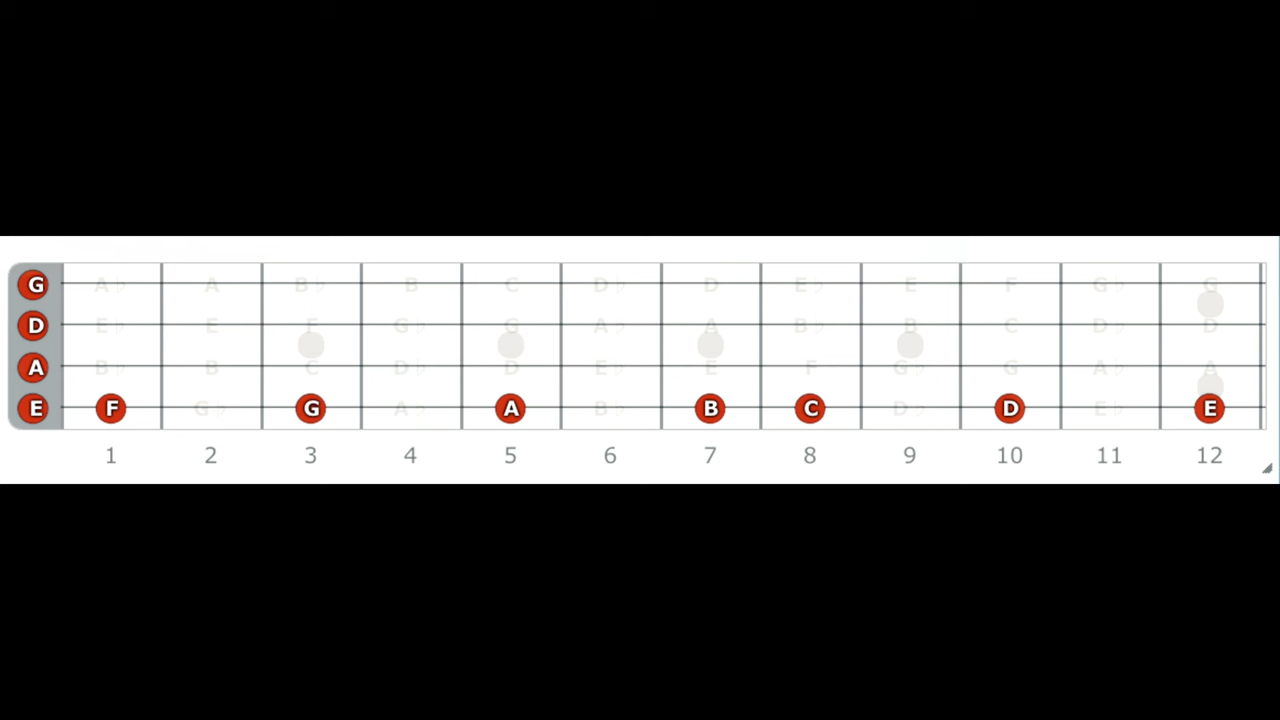 G A♭ A B♭ B C D♭ D E♭ E F G♭ G
D E♭ E F G♭ G A♭ A B♭ B C D♭ D
A B♭ B C D♭ D E♭ E F G♭ G A♭ A
E F G♭ G A♭ A B♭ B C D♭ D E♭ E
1 2 3 4 5 6 7 8 9 10 11 12